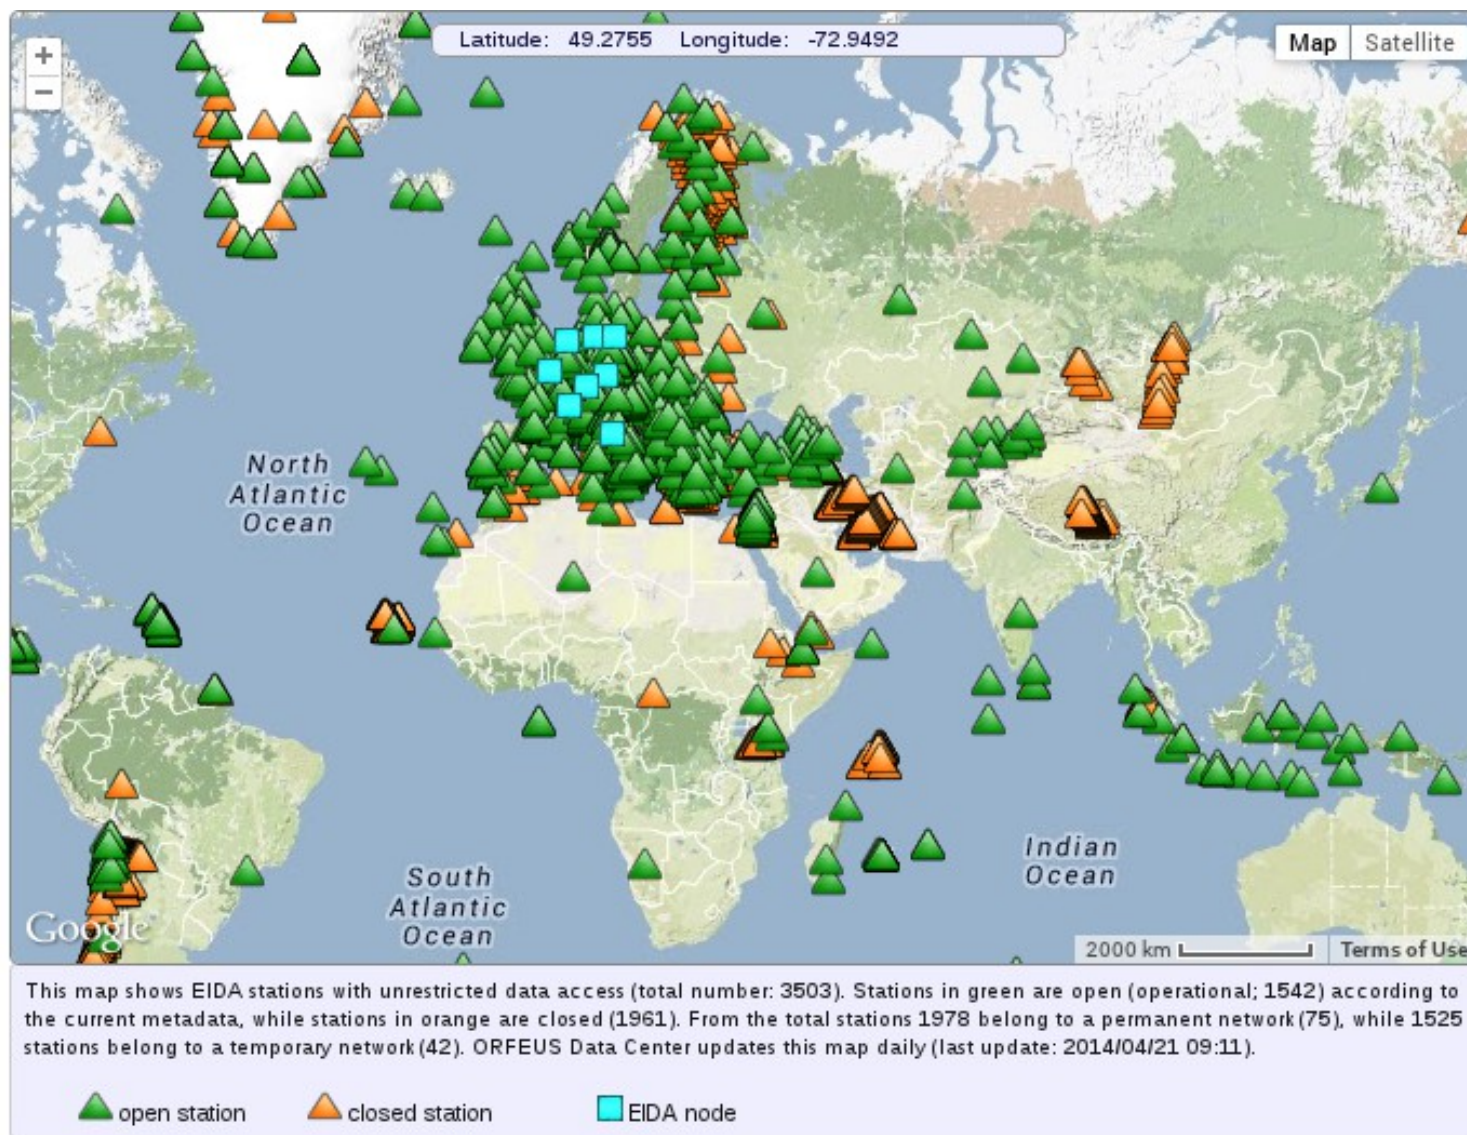 +
Latitude: 49.2755 Longitude: -72.9492
Map Satellite
−
North
Atlantic
Ocean
Indian
Ocean
South
Atlantic
Ocean
Google
2000 km Terms of Use
This map shows EIDA stations with unrestricted data access (total number: 3503). Stations in green are open (operational; 1542) according to
the current metadata, while stations in orange are closed (1961). From the total stations 1978 belong to a permanent network (75), while 1525
stations belong to a temporary network (42). ORFEUS Data Center updates this map daily (last update: 2014/04/21 09:11).
open station closed station EIDA node